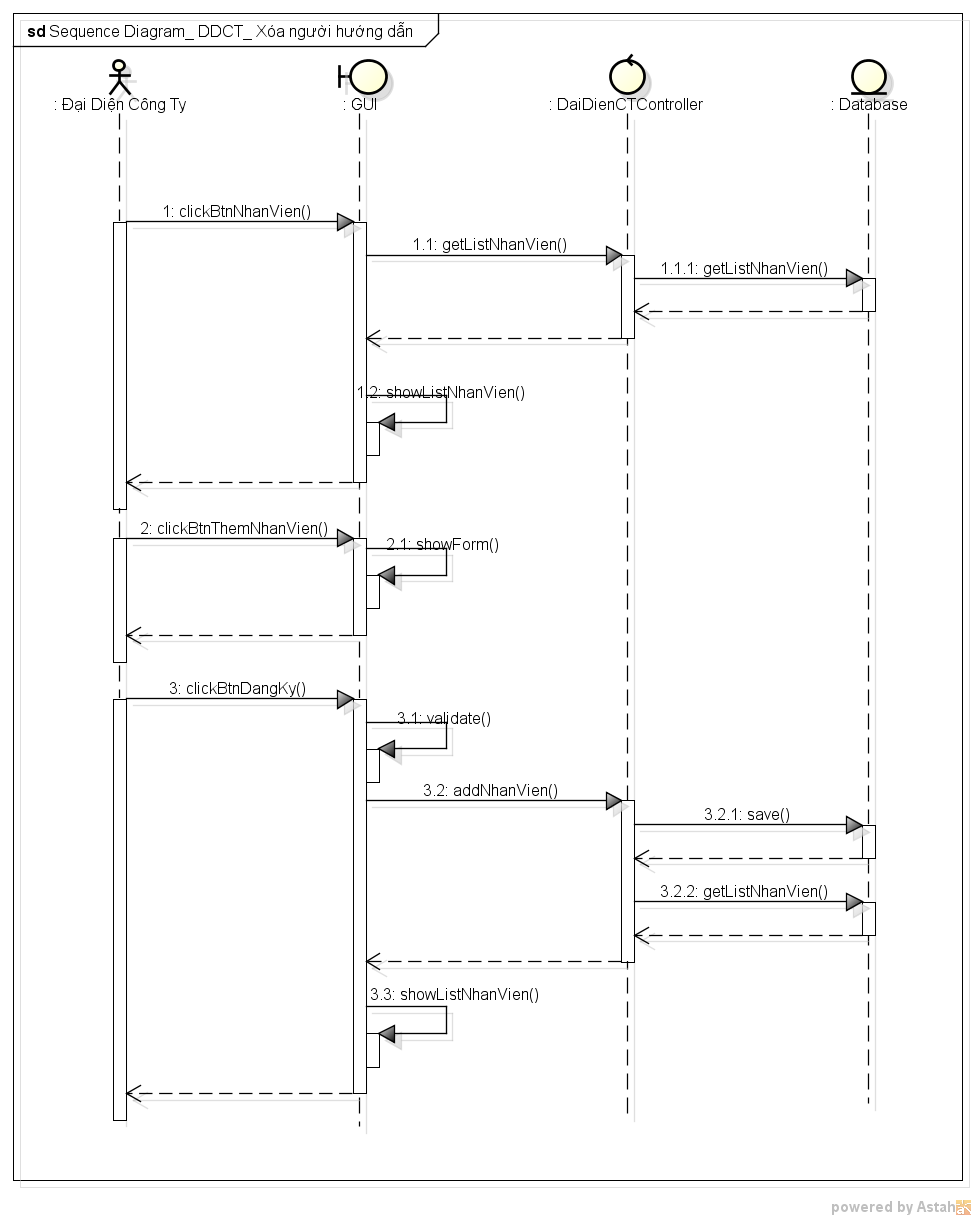 sd Sequence Diagram_ DDCT_ Xóa người hướng dẫn
: Đại Diện Công Ty
: GUI
: DaiDienCTController
: Database
1: clickBtnNhanVien()
1.1: getListNhanVien()
1.1.1: getListNhanVien()
1.2: showListNhanVien()
2: clickBtnThemNhanVien()
2.1: showForm()
3: clickBtnDangKy()
3.1: validate()
3.2: addNhanVien()
3.2.1: save()
3.2.2: getListNhanVien()
3.3: showListNhanVien()
powered by Astah